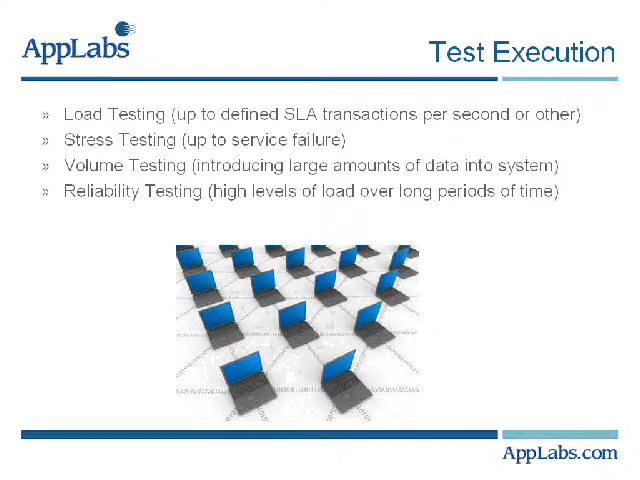 AppLabs
Test Execution
» Load Testing (up to defined SLA transactions per second or other)
» Stress Testing (up to service failure)
» Volume Testing (introducing large amounts of data into system)
» Reliability Testing (high levels of load over long periods of time)
AppLabs.com